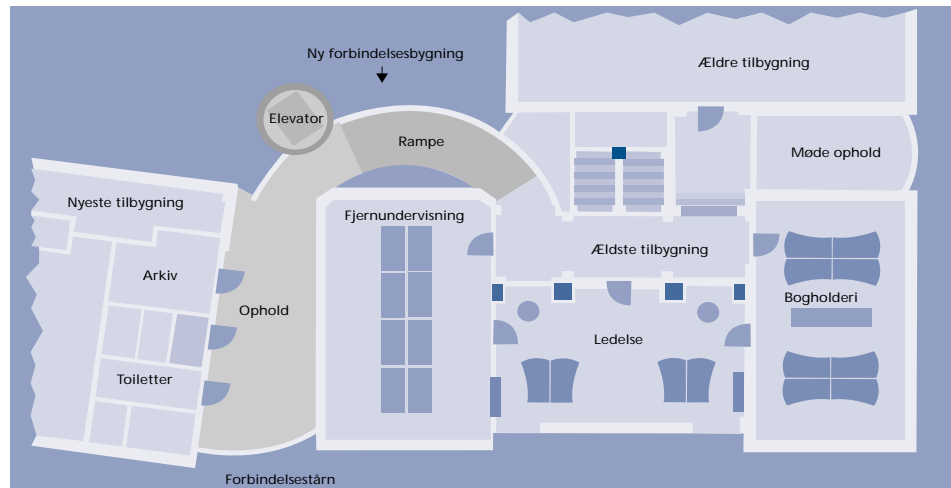 Ny forbindelsesbygning
Ældre tilbygning
Elevator
Rampe
Møde ophold
Nyeste tilbygning
Fjernundervisning
Ældste tilbygning
Arkiv
Bogholderi
Ophold
Ledelse
Toiletter
Forbindelsestårn